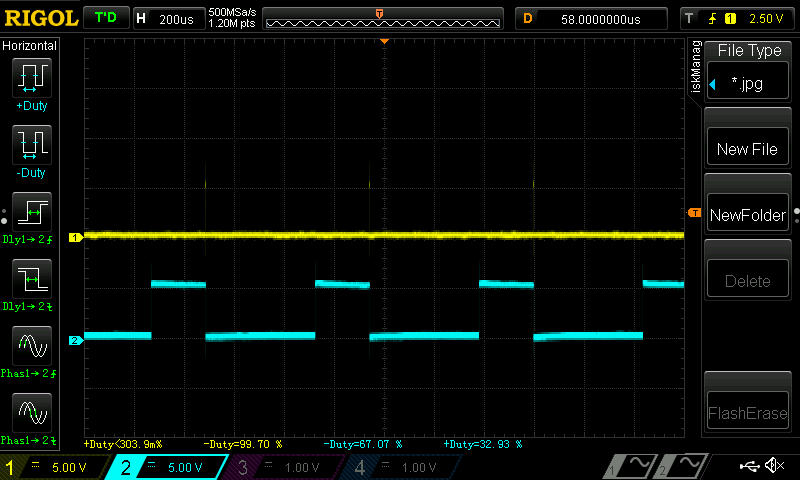 RIGOL T'D H 200us 500MSa/s 1.20M pts D 58.0000000us T 1 2.50 V
Horizontal
+Duty
-Duty
Dly1→2
Dly1→2
Phas1→2
Phas1→2
T
T
1
2
+Duty<303.9m% -Duty=99.70 % -Duty=67.07 % +Duty=32.93 %
iskManag
File Type
*.jpg
New File
NewFolder
Delete
FlashErase
1 5.00 V 2 5.00 V 3 1.00 V 4 1.00 V 1 2